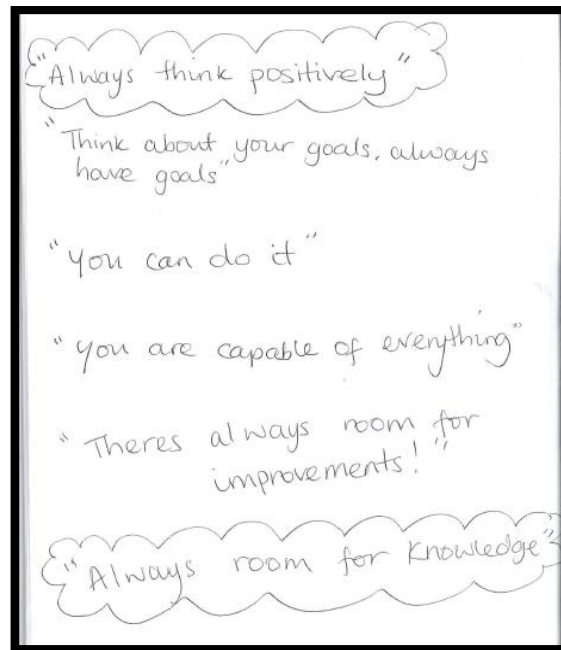 "Always think positively"
"Think about your goals, always
have goals"
"you can do it"
"you are capable of everything"
"Theres always room for
improvements!"
"Always room for Knowledge"